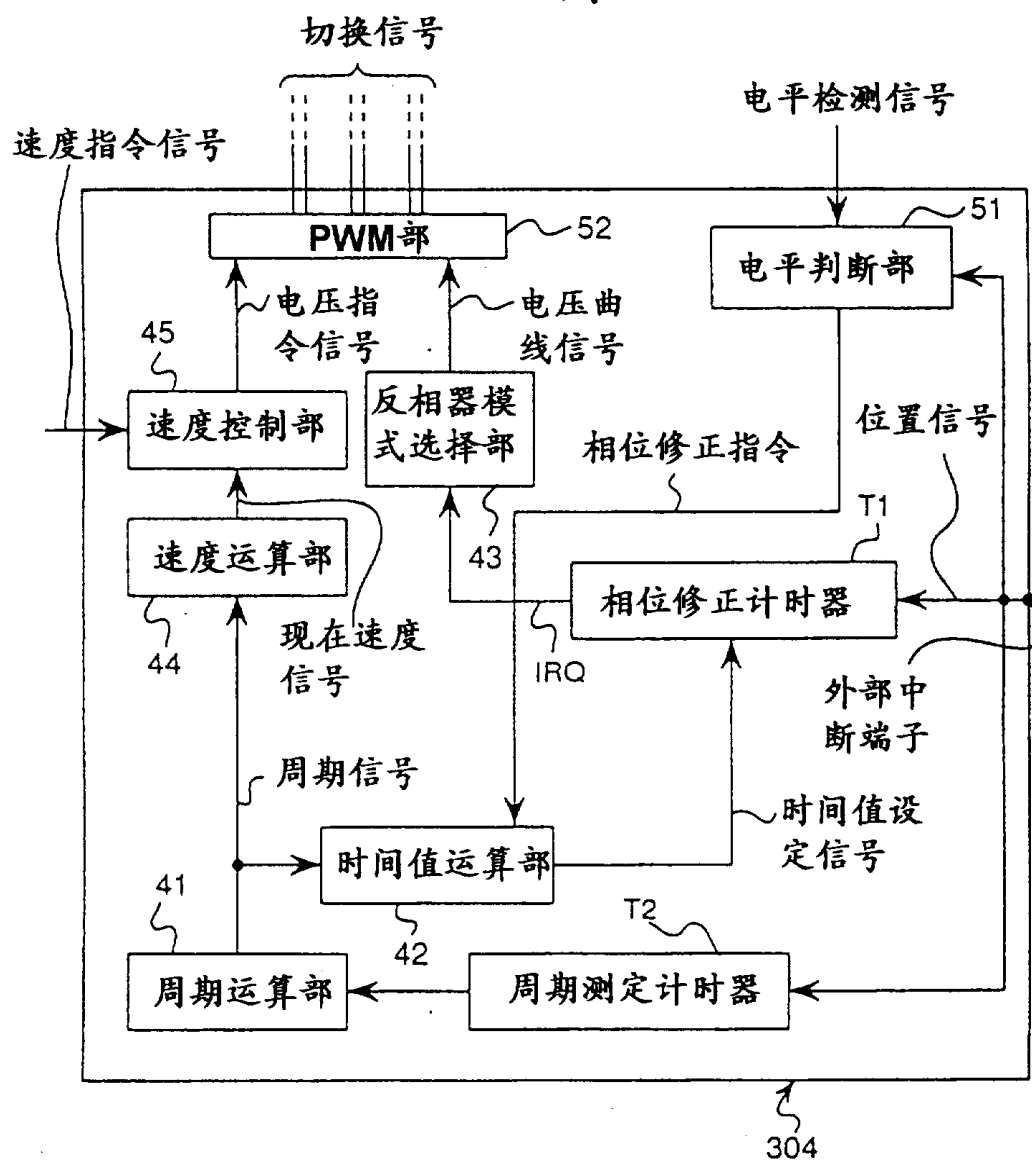 切换信号
电平检测信号
速度指令信号
51
PWM部
52
电平判断部
电压指
令信号
电压曲
线信号
45
速度控制部
反相器模
式选择部
相位修正指令
位置信号
43
T1
速度运算部
相位修正计时器
44
现在速度
信号
IRQ
外部中
断端子
周期信号
时间值设
定信号
时间值运算部
41
42
T2
周期运算部
周期测定计时器
304